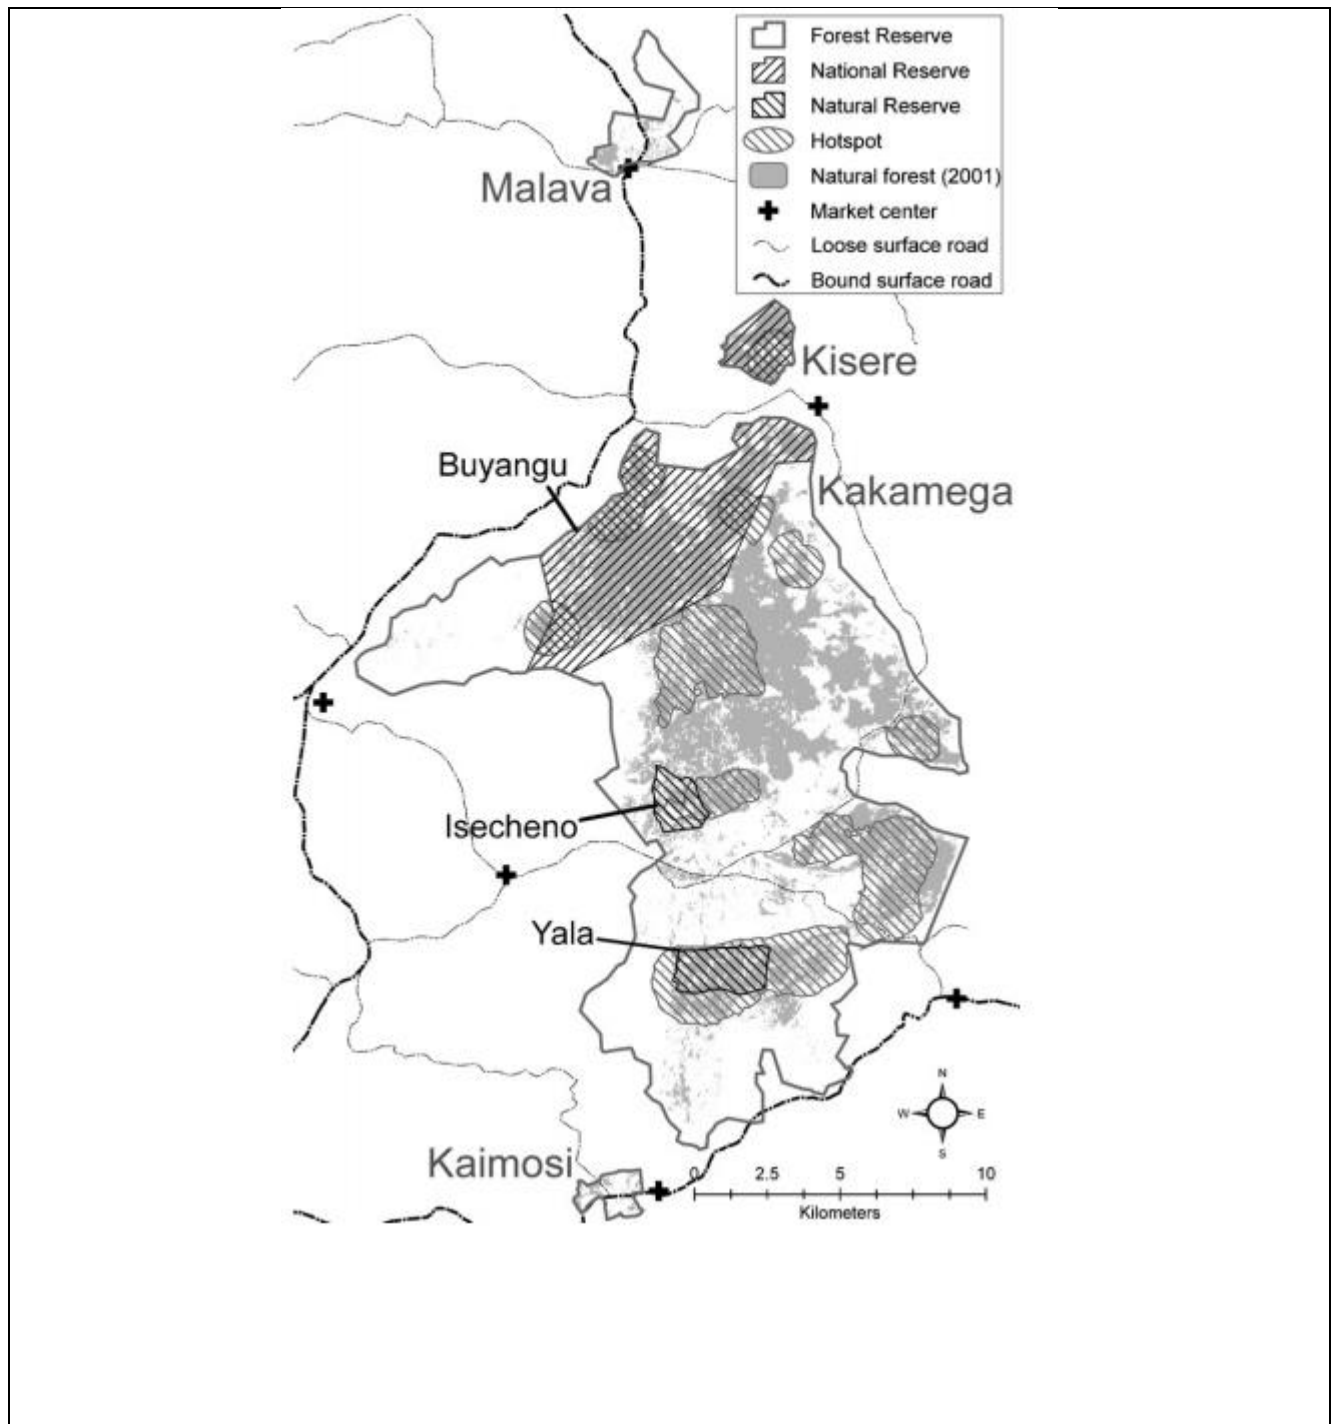 Forest Reserve
National Reserve
Natural Reserve
Hotspot
Natural forest (2001)
Market center
Loose surface road
Bound surface road
Malava
Kisere
Buyangu
Kakamega
Isecheno
Yala
N
W E
S
Kaimosi
0 2.5 5 10
Kilometers